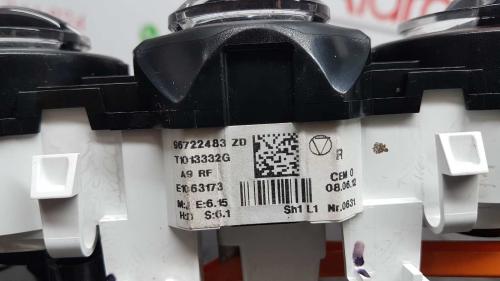 96722483 ZD
T1013332G
A9 RF
E1063173
E:6.15
S:6.1
R
CEM 0
08.06.12
Sh1 L1 Nr.0631